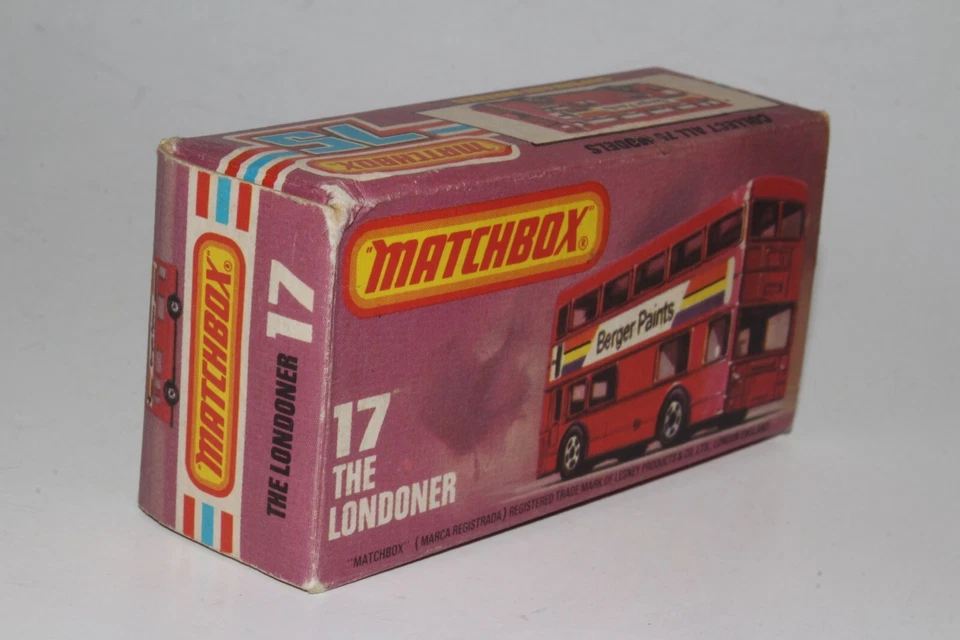 75
"MATCHBOX"
COLLECT ALL 75 MODELS
"MATCHBOX"®
THE LONDONER 17
"MATCHBOX"®
Berger Paints
17
THE
LONDONER
"MATCHBOX" (MARCA REGISTRADA) REGISTERED TRADE MARK OF LESNEY PRODUCTS & CO. LTD., LONDON ENGLAND